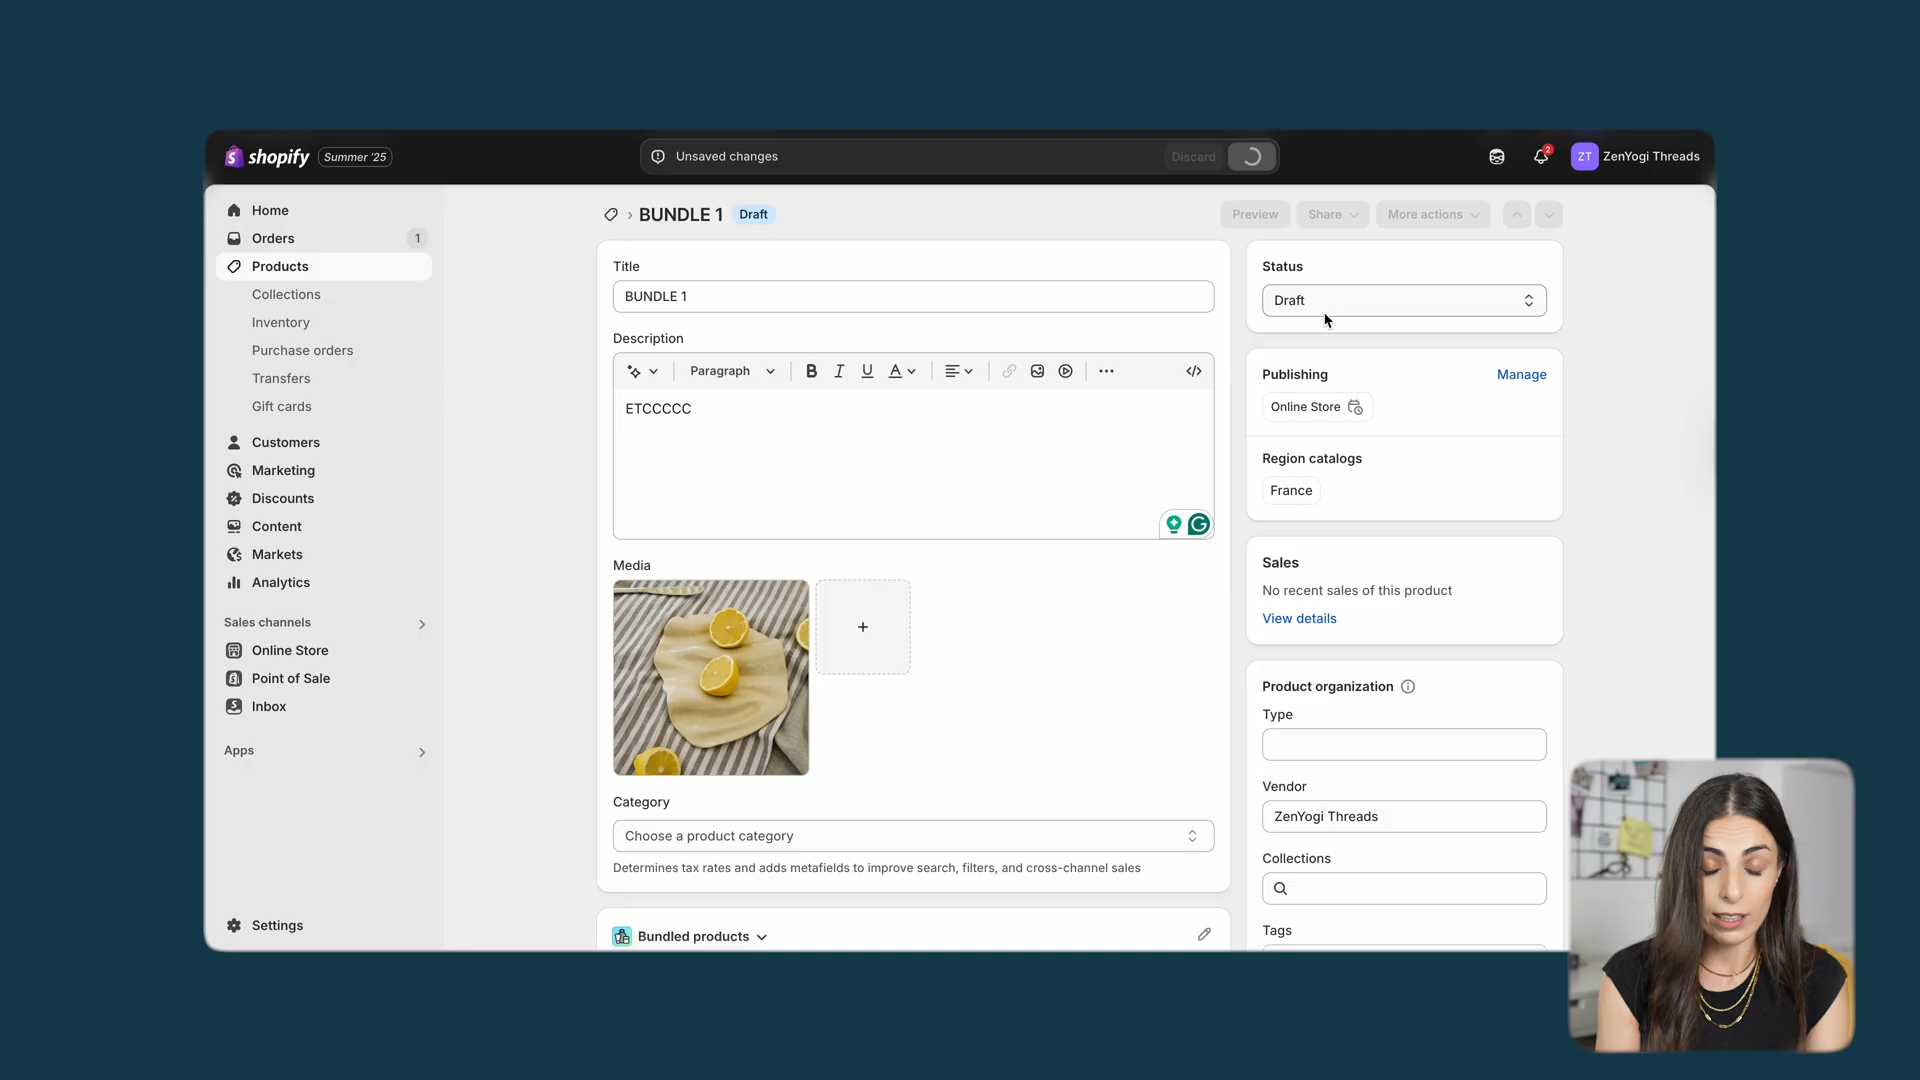 shopify Summer '25
Unsaved changes
Discard
2
ZT ZenYogi Threads
Home
Orders 1
Products
Collections
Inventory
Purchase orders
Transfers
Gift cards
Customers
Marketing
Discounts
Content
Markets
Analytics
Sales channels
Online Store
Point of Sale
Inbox
Apps
Settings
BUNDLE 1 Draft
Preview Share More actions
Title
BUNDLE 1
Description
Paragraph B I U A
ETCCCCC
Media
+
Category
Choose a product category
Determines tax rates and adds metafields to improve search, filters, and cross-channel sales
Bundled products
Status
Draft
Publishing Manage
Online Store
Region catalogs
France
Sales
No recent sales of this product
View details
Product organization
Type
Vendor
ZenYogi Threads
Collections
Tags